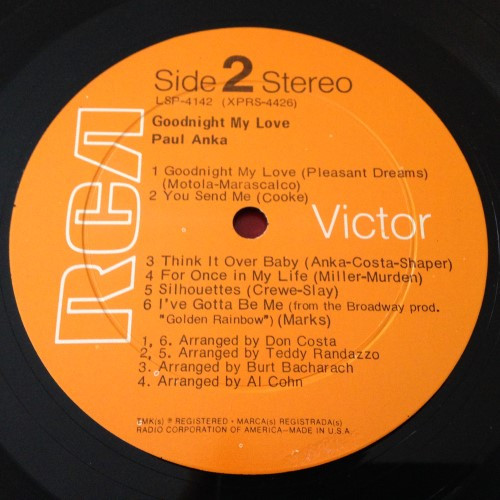 Side 2 Stereo
LSP-4142 (XPRS-4426)
Goodnight My Love
Paul Anka
1 Goodnight My Love (Pleasant Dreams)
(Motola-Marascalco)
2 You Send Me (Cooke)
RCA
Victor
3 Think It Over Baby (Anka-Costa-Shaper)
4 For Once in My Life (Miller-Murden)
5 Silhouettes (Crewe-Slay)
6 I've Gotta Be Me (from the Broadway prod.
"Golden Rainbow") (Marks)
1, 6. Arranged by Don Costa
2, 5. Arranged by Teddy Randazzo
3. Arranged by Burt Bacharach
4. Arranged by Al Cohn
TMK(s) ® REGISTERED • MARCA(S) REGISTRADA(S)
RADIO CORPORATION OF AMERICA—MADE IN U.S.A.